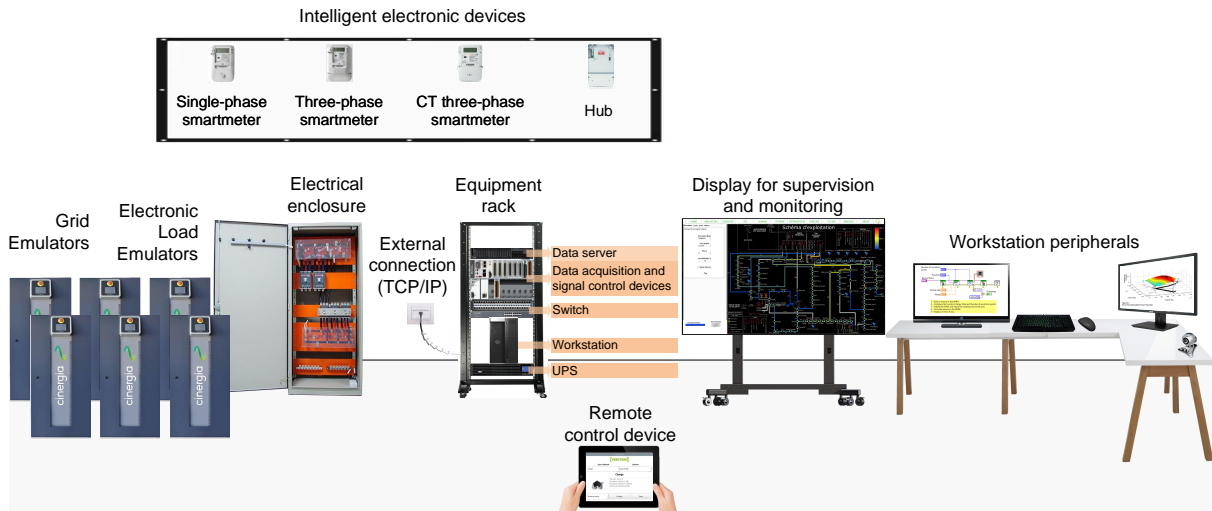 Intelligent electronic devices
Single-phase
smartmeter
Three-phase
smartmeter
CT three-phase
smartmeter
Hub
Grid
Emulators
Electronic
Load
Emulators
Electrical
enclosure
External
connection
(TCP/IP)
Equipment
rack
Data server
Data acquisition and
signal control devices
Switch
Workstation
UPS
Display for supervision
and monitoring
Schéma d'exploitation
Workstation peripherals
cinergia
cinergia
cinergia
Remote
control device